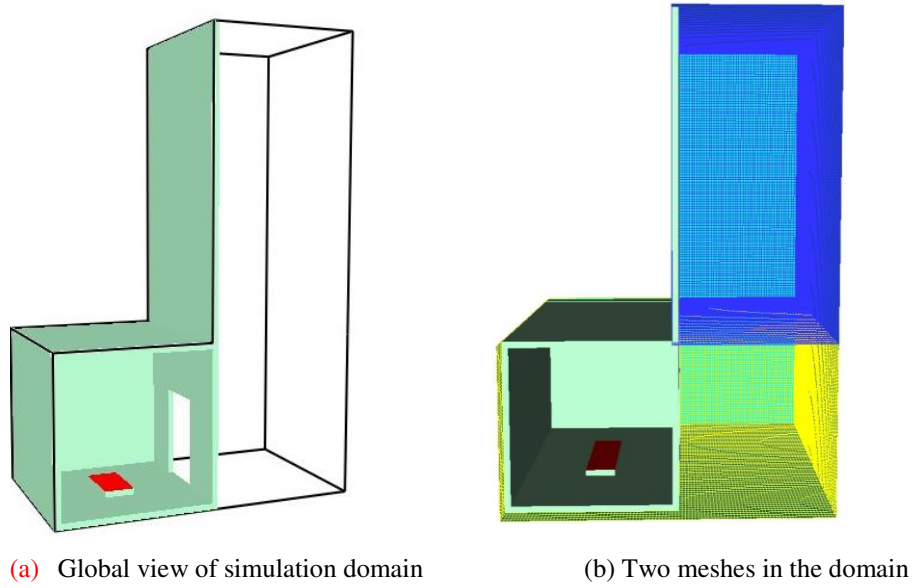 (a) Global view of simulation domain
(b) Two meshes in the domain